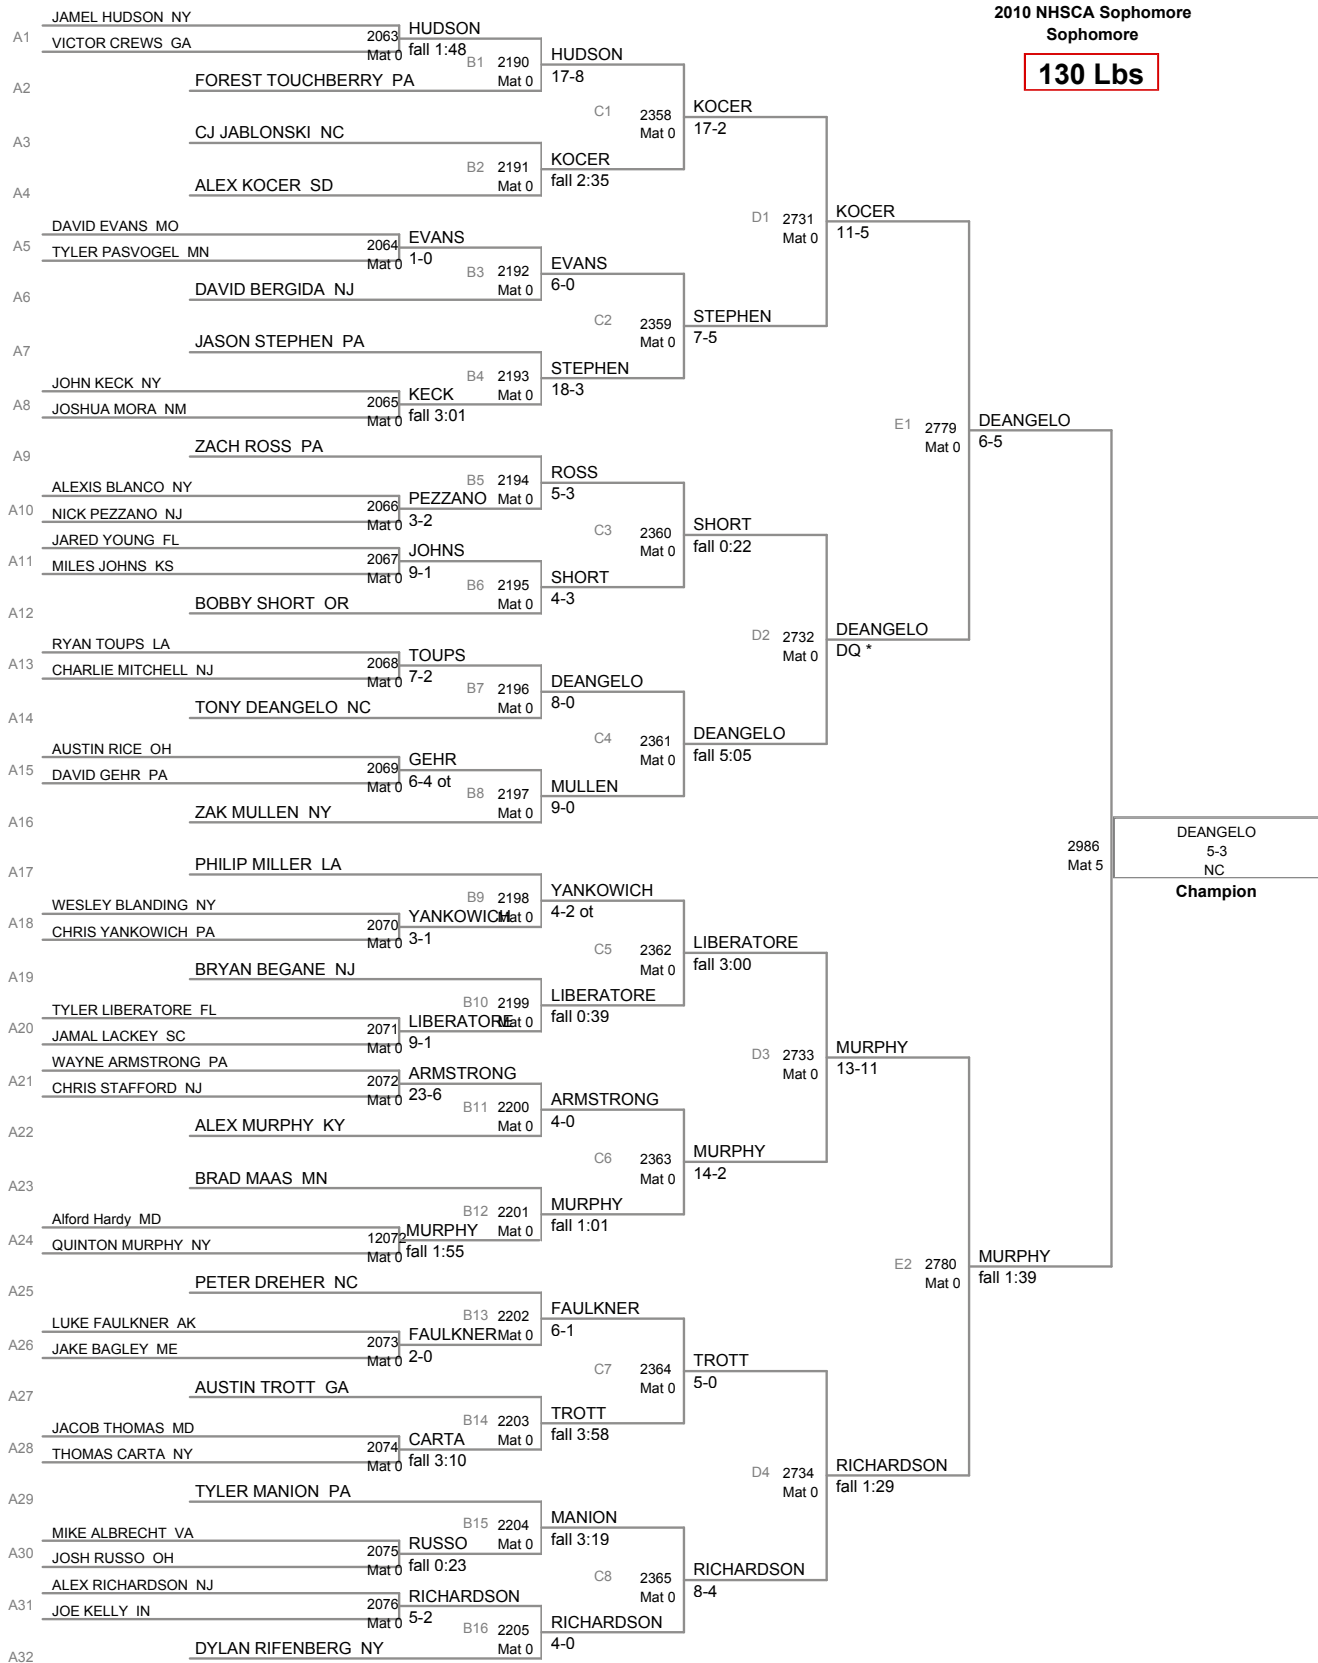 2010 NHSCA Sophomore
Sophomore
130 Lbs
JAMEL HUDSON NY
A1
VICTOR CREWS GA
2063
Mat 0
HUDSON
fall 1:48
B1 2190
Mat 0
HUDSON
17-8
A2
FOREST TOUCHBERRY PA
C1 2358
Mat 0
KOCER
17-2
A3
CJ JABLONSKI NC
B2 2191
Mat 0
KOCER
fall 2:35
A4
ALEX KOCER SD
D1 2731
Mat 0
KOCER
11-5
DAVID EVANS MO
A5
TYLER PASVOGEL MN
2064
Mat 0
EVANS
1-0
B3 2192
Mat 0
EVANS
6-0
A6
DAVID BERGIDA NJ
C2 2359
Mat 0
STEPHEN
7-5
A7
JASON STEPHEN PA
B4 2193
Mat 0
STEPHEN
18-3
JOHN KECK NY
A8
JOSHUA MORA NM
2065
Mat 0
KECK
fall 3:01
E1 2779
Mat 0
DEANGELO
6-5
A9
ZACH ROSS PA
B5 2194
Mat 0
ROSS
5-3
ALEXIS BLANCO NY
A10
NICK PEZZANO NJ
2066
Mat 0
PEZZANO
3-2
C3 2360
Mat 0
SHORT
fall 0:22
JARED YOUNG FL
A11
MILES JOHNS KS
2067
Mat 0
JOHNS
9-1
B6 2195
Mat 0
SHORT
4-3
A12
BOBBY SHORT OR
D2 2732
Mat 0
DEANGELO
DQ *
RYAN TOUPS LA
A13
CHARLIE MITCHELL NJ
2068
Mat 0
TOUPS
7-2
B7 2196
Mat 0
DEANGELO
8-0
A14
TONY DEANGELO NC
C4 2361
Mat 0
DEANGELO
fall 5:05
AUSTIN RICE OH
A15
DAVID GEHR PA
2069
Mat 0
GEHR
6-4 ot
B8 2197
Mat 0
MULLEN
9-0
A16
ZAK MULLEN NY
2986
Mat 5
DEANGELO
5-3
NC
Champion
A17
PHILIP MILLER LA
B9 2198
Mat 0
YANKOWICH
4-2 ot
WESLEY BLANDING NY
A18
CHRIS YANKOWICH PA
2070
Mat 0
YANKOWICH
3-1
C5 2362
Mat 0
LIBERATORE
fall 3:00
A19
BRYAN BEGANE NJ
B10 2199
Mat 0
LIBERATORE
fall 0:39
TYLER LIBERATORE FL
A20
JAMAL LACKEY SC
2071
Mat 0
LIBERATORE
9-1
D3 2733
Mat 0
MURPHY
13-11
WAYNE ARMSTRONG PA
A21
CHRIS STAFFORD NJ
2072
Mat 0
ARMSTRONG
23-6
B11 2200
Mat 0
ARMSTRONG
4-0
A22
ALEX MURPHY KY
C6 2363
Mat 0
MURPHY
14-2
A23
BRAD MAAS MN
B12 2201
Mat 0
MURPHY
fall 1:01
Alford Hardy MD
A24
QUINTON MURPHY NY
12072
Mat 0
MURPHY
fall 1:55
E2 2780
Mat 0
MURPHY
fall 1:39
A25
PETER DREHER NC
B13 2202
Mat 0
FAULKNER
6-1
LUKE FAULKNER AK
A26
JAKE BAGLEY ME
2073
Mat 0
FAULKNER
2-0
C7 2364
Mat 0
TROTT
5-0
A27
AUSTIN TROTT GA
B14 2203
Mat 0
TROTT
fall 3:58
JACOB THOMAS MD
A28
THOMAS CARTA NY
2074
Mat 0
CARTA
fall 3:10
D4 2734
Mat 0
RICHARDSON
fall 1:29
A29
TYLER MANION PA
B15 2204
Mat 0
MANION
fall 3:19
MIKE ALBRECHT VA
A30
JOSH RUSSO OH
2075
Mat 0
RUSSO
fall 0:23
C8 2365
Mat 0
RICHARDSON
8-4
ALEX RICHARDSON NJ
A31
JOE KELLY IN
2076
Mat 0
RICHARDSON
5-2
B16 2205
Mat 0
RICHARDSON
4-0
A32
DYLAN RIFENBERG NY